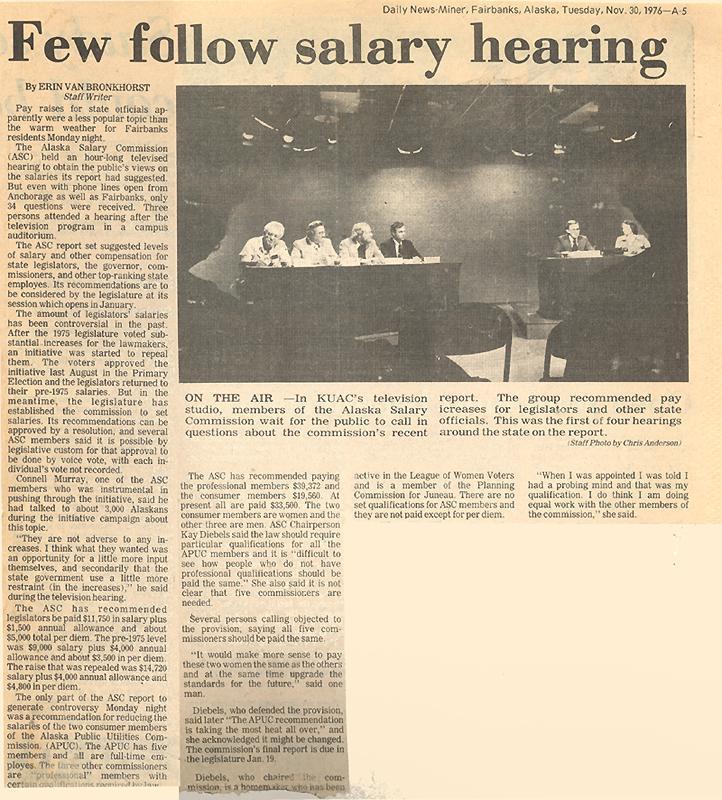 Daily News-Miner, Fairbanks, Alaska, Tuesday, Nov. 30, 1976—A-5
Few follow salary hearing
By ERIN VAN BRONKHORST
Staff Writer
Pay raises for state officials ap-
parently were a less popular topic than
the warm weather for Fairbanks
residents Monday night.
The Alaska Salary Commission
(ASC) held an hour-long televised
hearing to obtain the public's views on
the salaries its report had suggested.
But even with phone lines open from
Anchorage as well as Fairbanks, only
34 questions were received. Three
persons attended a hearing after the
television program in a campus
auditorium.
The ASC report set suggested levels
of salary and other compensation for
state legislators, the governor, com-
missioners, and other top-ranking state
employes. Its recommendations are to
be considered by the legislature at its
session which opens in January.
The amount of legislators' salaries
has been controversial in the past.
After the 1975 legislature voted sub-
stantial increases for the lawmakers,
an initiative was started to repeal
them. The voters approved the
initiative last August in the Primary
Election and the legislators returned to
their pre-1975 salaries. But in the
meantime, the legislature has
established the commission to set
salaries. Its recommendations can be
approved by a resolution, and several
ASC members said it is possible by
legislative custom for that approval to
be done by voice vote, with each in-
dividual's vote not recorded.
Connell Murray, one of the ASC
members who was instrumental in
pushing through the initiative, said he
had talked to about 3,000 Alaskans
during the initiative campaign about
this topic.
"They are not adverse to any in-
creases. I think what they wanted was
an opportunity for a little more input
themselves, and secondarily that the
state government use a little more
restraint (in the increases)," he said
during the television hearing.
The ASC has recommended
legislators be paid $11,750 in salary plus
$1,500 annual allowance and about
$5,000 total per diem. The pre-1975 level
was $9,000 salary plus $4,000 annual
allowance and about $3,500 in per diem.
The raise that was repealed was $14,720
salary plus $4,000 annual allowance and
$4,800 in per diem.
The only part of the ASC report to
generate controversy Monday night
was a recommendation for reducing the
salaries of the two consumer members
of the Alaska Public Utilities Com-
mission. (APUC). The APUC has five
members and all are full-time em-
ployes. The three other commissioners
are "professional" members with
certain qualifications required by law.
ON THE AIR —In KUAC's television
studio, members of the Alaska Salary
Commission wait for the public to call in
questions about the commission's recent
report. The group recommended pay
icreases for legislators and other state
officials. This was the first of four hearings
around the state on the report.
(Staff Photo by Chris Anderson)
The ASC has recommended paying
the professional members $39,372 and
the consumer members $19,560. At
present all are paid $33,500. The two
consumer members are women and the
other three are men. ASC Chairperson
Kay Diebels said the law should require
particular qualifications for all the
APUC members and it is "difficult to
see how people who do not have
professional qualifications should be
paid the same." She also said it is not
clear that five commissioners are
needed.
Several persons calling objected to
the provision, saying all five com-
missioners should be paid the same.
"It would make more sense to pay
these two women the same as the others
and at the same time upgrade the
standards for the future," said one
man.
Diebels, who defended the provision,
said later "The APUC recommendation
is taking the most heat all over," and
she acknowledged it might be changed.
The commission's final report is due in
the legislature Jan. 19.
Diebels, who chaired the com-
mission, is a homemaker who has been
active in the League of Women Voters
and is a member of the Planning
Commission for Juneau. There are no
set qualifications for ASC members and
they are not paid except for per diem.
"When I was appointed I was told I
had a probing mind and that was my
qualification. I do think I am doing
equal work with the other members of
the commission," she said.